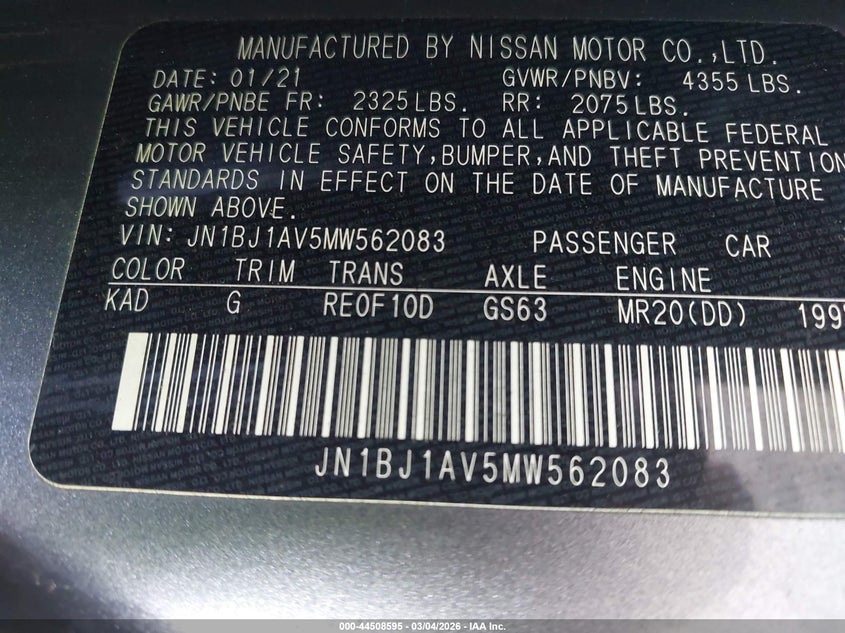 MANUFACTURED BY NISSAN MOTOR CO.,LTD.
DATE: 01/21 GVWR/PNBV: 4355 LBS.
GAWR/PNBE FR: 2325 LBS. RR: 2075 LBS.
THIS VEHICLE CONFORMS TO ALL APPLICABLE FEDERAL
MOTOR VEHICLE SAFETY,BUMPER,AND THEFT PREVENTION
STANDARDS IN EFFECT ON THE DATE OF MANUFACTURE
SHOWN ABOVE.
VIN: JN1BJ1AV5MW562083 PASSENGER CAR
COLOR TRIM TRANS AXLE ENGINE
KAD G RE0F10D GS63 MR20(DD) 1997
JN1BJ1AV5MW562083
000-44508595 - 03/04/2026 - IAA Inc.